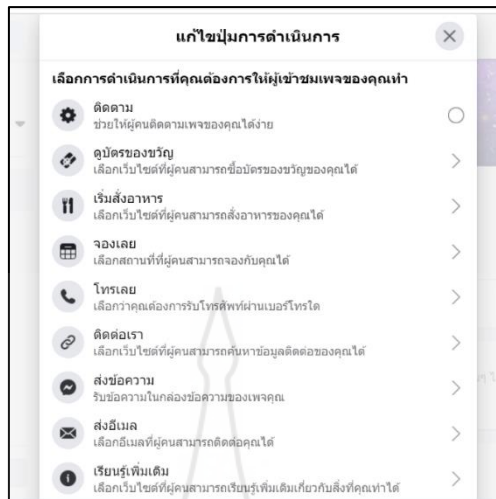 แก้ไขปุ่มการดำเนินการ
เลือกการดำเนินการที่คุณต้องการให้ผู้เข้าชมเพจของคุณทำ
ติดตาม
ช่วยให้ผู้คนติดตามเพจของคุณได้ง่าย
ดูบัตรของขวัญ
เลือกเว็บไซต์ที่ผู้คนสามารถซื้อบัตรของขวัญของคุณได้
เริ่มสั่งอาหาร
เลือกเว็บไซต์ที่ผู้คนสามารถสั่งอาหารของคุณได้
จองเลย
เลือกสถานที่ที่ผู้คนสามารถจองกับคุณได้
โทรเลย
เลือกว่าคุณต้องการรับโทรศัพท์ผ่านเบอร์โทรใด
ติดต่อเรา
เลือกเว็บไซต์ที่ผู้คนสามารถค้นหาข้อมูลติดต่อของคุณได้
ส่งข้อความ
รับข้อความในกล่องข้อความของเพจคุณ
ส่งอีเมล
เลือกอีเมลที่ผู้คนสามารถติดต่อคุณได้
เรียนรู้เพิ่มเติม
เลือกเว็บไซต์ที่ผู้คนสามารถเรียนรู้เพิ่มเติมเกี่ยวกับสิ่งที่คุณทำได้